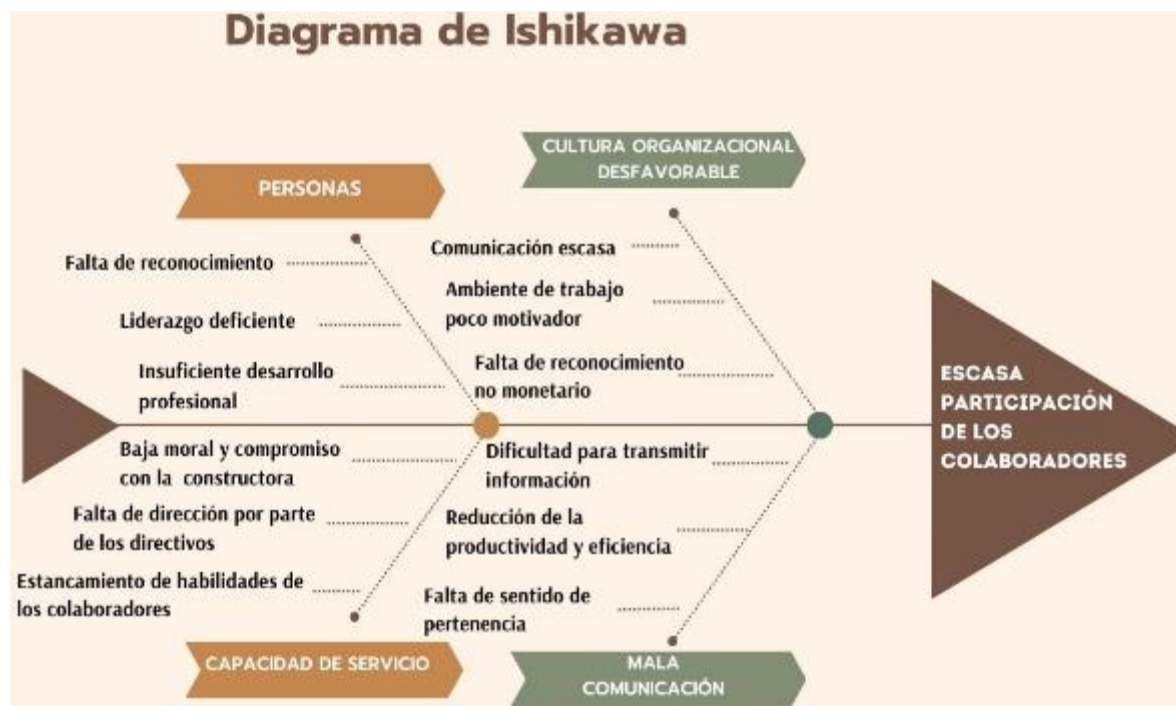 Diagrama de Ishikawa
CULTURA ORGANIZACIONAL
DESFAVORABLE
PERSONAS
Comunicación escasa
Falta de reconocimiento
Ambiente de trabajo
poco motivador
Liderazgo deficiente
Falta de reconocimiento
no monetario
Insuficiente desarrollo
profesional
ESCASA
PARTICIPACIÓN
DE LOS
COLABORADORES
Baja moral y compromiso
con la constructora
Dificultad para transmitir
información
Falta de dirección por parte
de los directivos
Reducción de la
productividad y eficiencia
Estancamiento de habilidades de
los colaboradores
Falta de sentido de
pertenencia
CAPACIDAD DE SERVICIO
MALA
COMUNICACIÓN